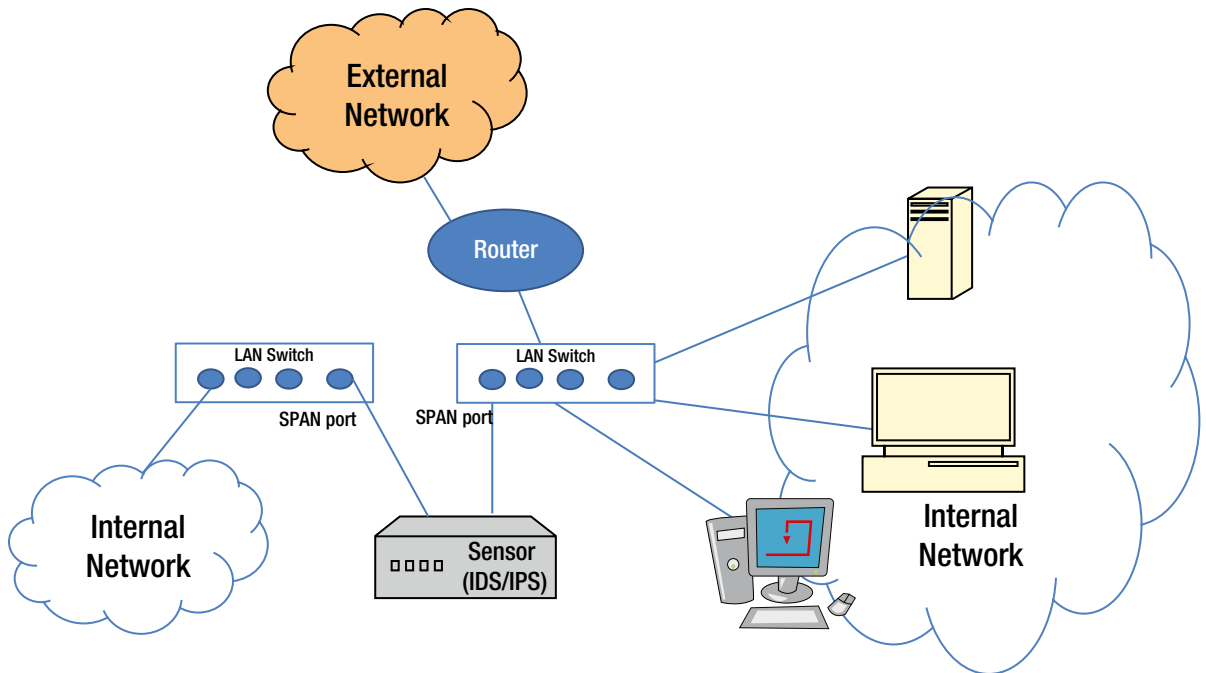 External
Network
Router
LAN Switch
LAN Switch
SPAN port
SPAN port
Internal
Network
Sensor
(IDS/IPS)
Internal
Network